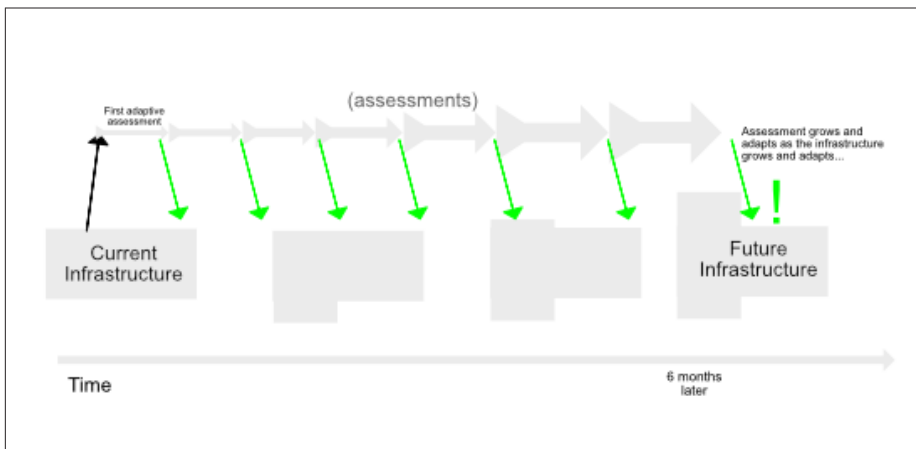 First adaptive
assessment
(assessments)
Assessment grows and
adapts as the infrastructure
grows and adapts...
!
Current
Infrastructure
Future
Infrastructure
Time
6 months
later